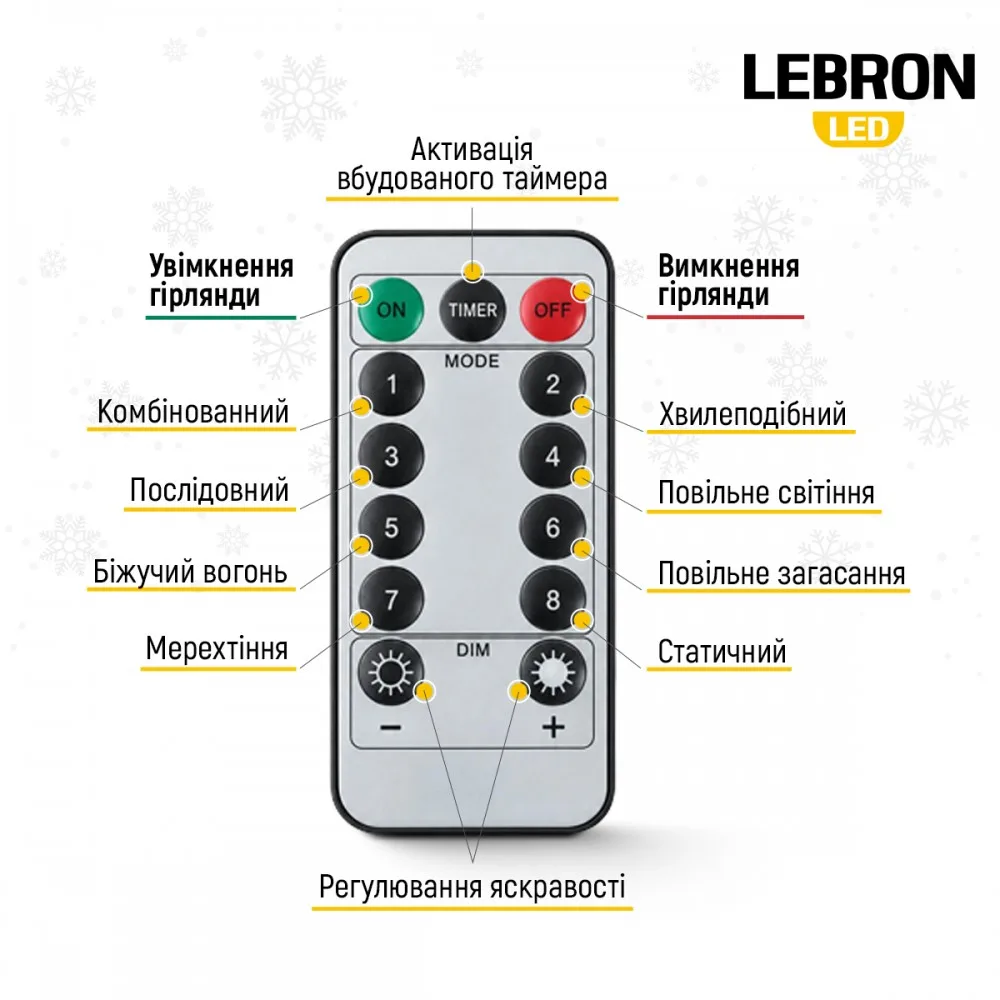 LEBRON
LED
Активація
вбудованого таймера
Увімкнення
гірлянди
Вимкнення
гірлянди
ON
TIMER
OFF
MODE
1
2
Комбінованний
Хвилеподібний
3
4
Послідовний
Повільне світіння
5
6
Біжучий вогонь
Повільне загасання
7
8
Мерехтіння
Статичний
DIM
− +
Регулювання яскравості